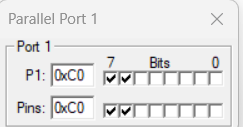 Parallel Port 1
Port 1
7 Bits 0
P1: 0xC0
Pins: 0xC0